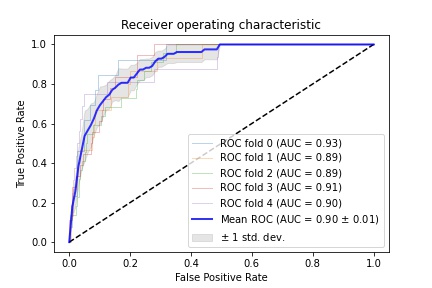 Receiver operating characteristic
True Positive Rate
1.0
0.8
0.6
0.4
0.2
0.0
ROC fold 0 (AUC = 0.93)
ROC fold 1 (AUC = 0.89)
ROC fold 2 (AUC = 0.89)
ROC fold 3 (AUC = 0.91)
ROC fold 4 (AUC = 0.90)
Mean ROC (AUC = 0.90 ± 0.01)
± 1 std. dev.
0.0 0.2 0.4 0.6 0.8 1.0
False Positive Rate